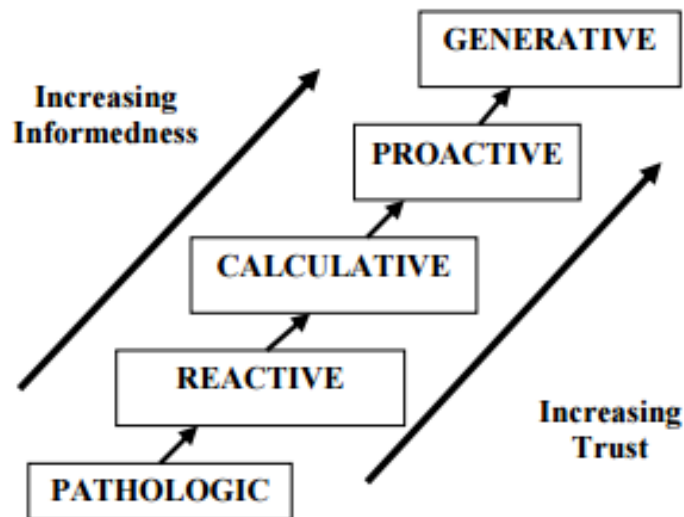 GENERATIVE
Increasing
Informedness
PROACTIVE
CALCULATIVE
REACTIVE
Increasing
Trust
PATHOLOGIC